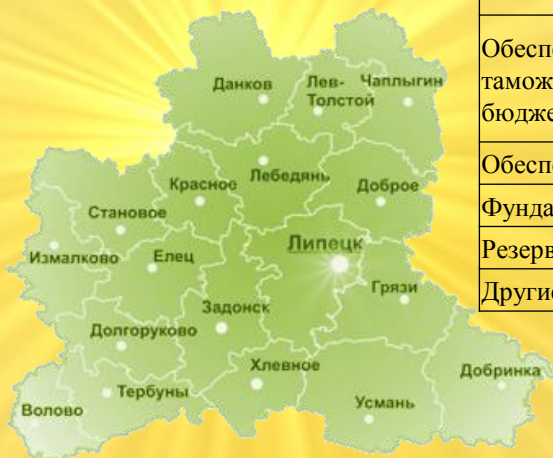 Данков
Лев-
Толстой
Чаплыгин
Красное
Лебедянь
Доброе
Становое
Измалково
Елец
Липецк
Грязи
Задонск
Долгоруково
Хлевное
Добринка
Тербуны
Волово
Усмань